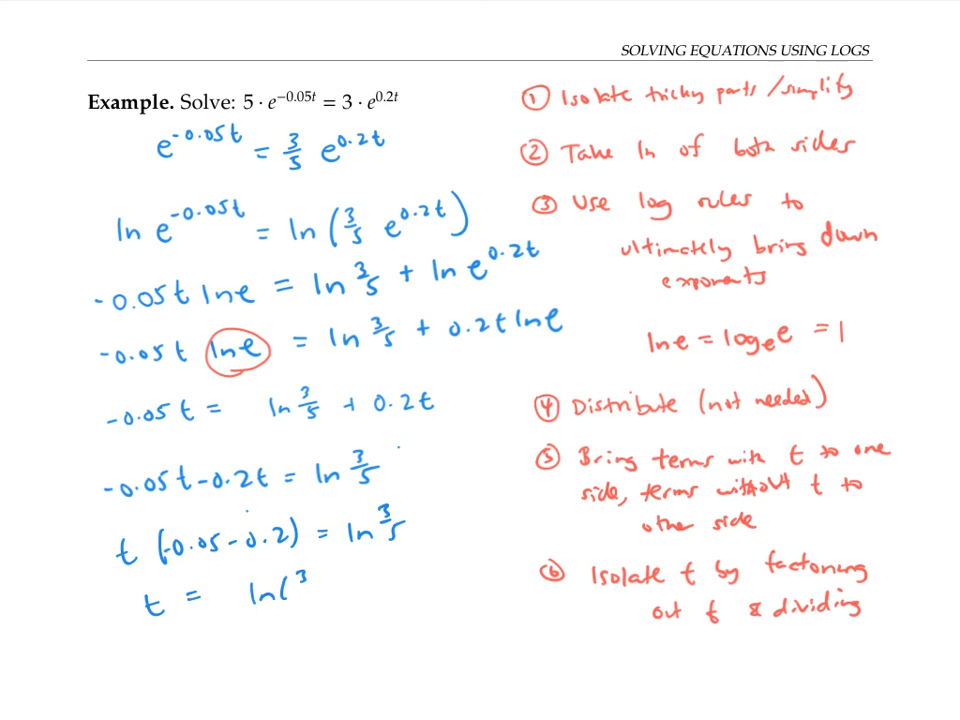 SOLVING EQUATIONS USING LOGS
Example. Solve: 5 · e^{−0.05t} = 3 · e^{0.2t}
e^{-0.05t} = 3/5 e^{0.2t}
ln e^{-0.05t} = ln(3/5 e^{0.2t})
-0.05t ln e = ln 3/5 + ln e^{0.2t}
-0.05t ln e = ln 3/5 + 0.2t ln e
-0.05t = ln 3/5 + 0.2t
-0.05t-0.2t = ln 3/5
t (-0.05-0.2) = ln 3/5
t = ln(3
① Isolate tricky parts/simplify
② Take ln of both sides
③ Use log rules to
ultimately bring down
exponents
ln e = log_e e = 1
④ Distribute (not needed)
⑤ Bring terms with t to one
side, terms without t to
other side
⑥ Isolate t by factoring
out t & dividing